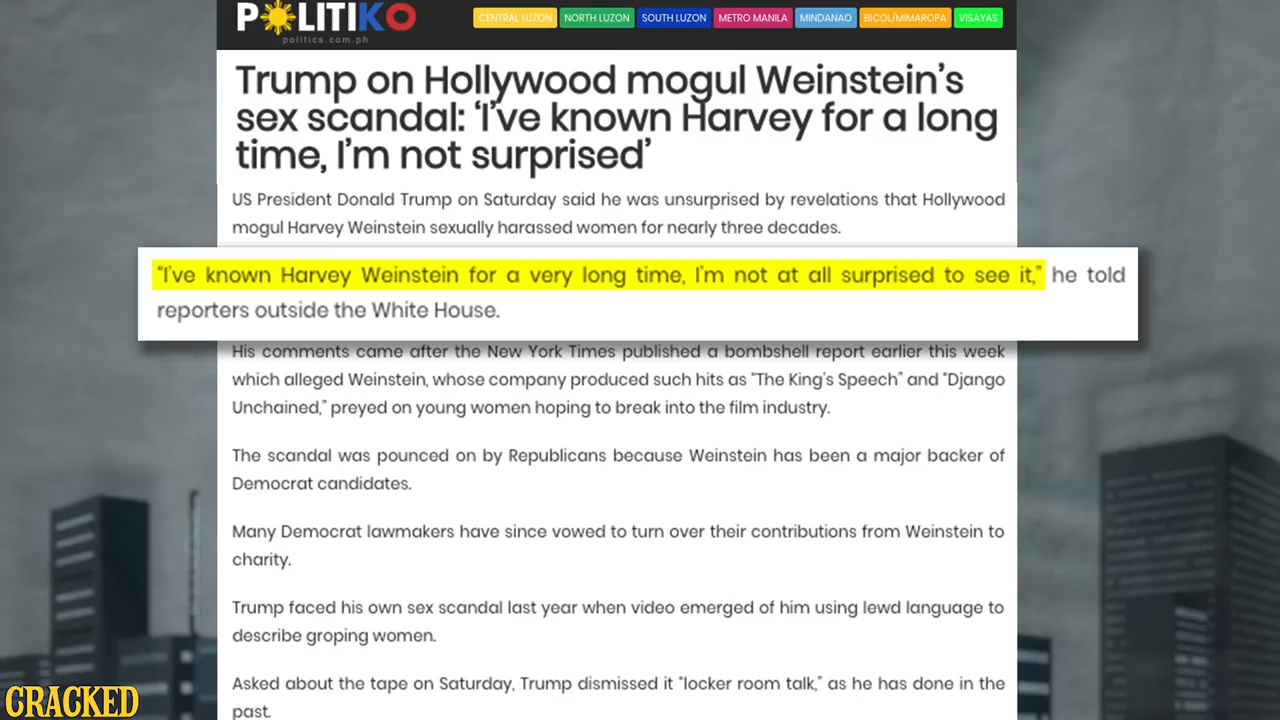 POLITIKO
politics.com.ph
CENTRAL LUZON NORTH LUZON SOUTH LUZON METRO MANILA MINDANAO BICOL/MIMAROPA VISAYAS
Trump on Hollywood mogul Weinstein's
sex scandal: 'I've known Harvey for a long
time, I'm not surprised'
US President Donald Trump on Saturday said he was unsurprised by revelations that Hollywood
mogul Harvey Weinstein sexually harassed women for nearly three decades.
"I've known Harvey Weinstein for a very long time, I'm not at all surprised to see it," he told
reporters outside the White House.
His comments came after the New York Times published a bombshell report earlier this week
which alleged Weinstein, whose company produced such hits as "The King's Speech" and "Django
Unchained," preyed on young women hoping to break into the film industry.
The scandal was pounced on by Republicans because Weinstein has been a major backer of
Democrat candidates.
Many Democrat lawmakers have since vowed to turn over their contributions from Weinstein to
charity.
Trump faced his own sex scandal last year when video emerged of him using lewd language to
describe groping women.
Asked about the tape on Saturday, Trump dismissed it "locker room talk," as he has done in the
past.
CRACKED